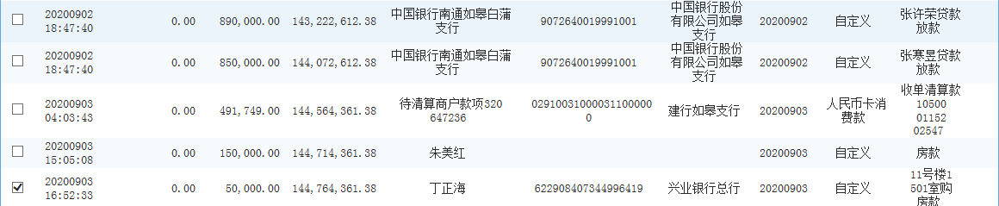 20200902
18:47:40
0.00
890,000.00
143,222,612.38
中国银行南通如皋白蒲
支行
9072640019991001
中国银行股份
有限公司如皋
支行
20200902
自定义
张许荣贷款
放款
20200902
18:47:40
0.00
850,000.00
144,072,612.38
中国银行南通如皋白蒲
支行
9072640019991001
中国银行股份
有限公司如皋
支行
20200902
自定义
张寒昱贷款
放款
20200903
04:03:43
0.00
491,749.00
144,564,361.38
待清算商户款项320
647236
02910031000031100000
0
建行如皋支行
20200903
人民币卡消
费款
收单清算款
10500
01152
02547
20200903
15:05:08
0.00
150,000.00
144,714,361.38
朱美红
20200903
自定义
房款
20200903
16:52:33
0.00
50,000.00
144,764,361.38
丁正海
622908407344996419
兴业银行总行
20200903
自定义
11号楼1
501室购
房款